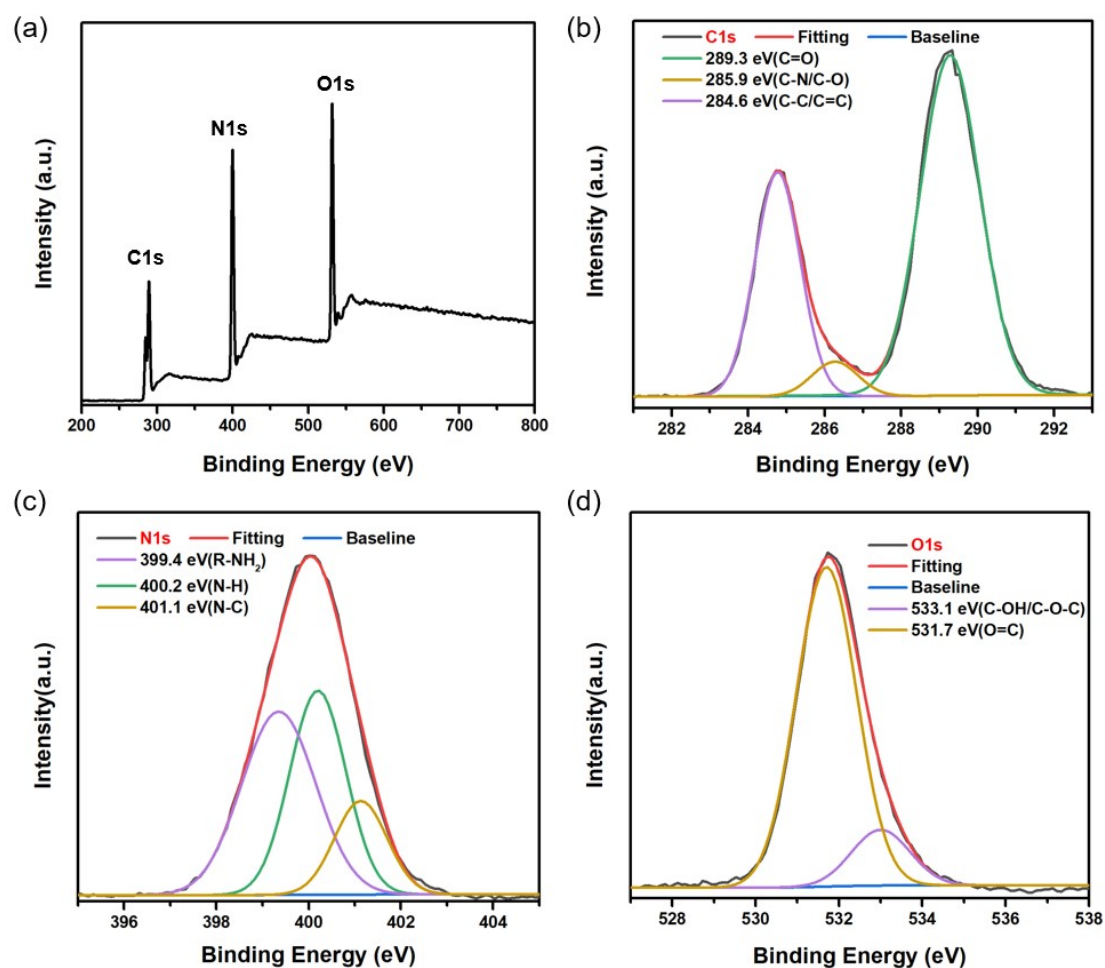 (a)
Intensity (a.u.)
C1s
N1s
O1s
200 300 400 500 600 700 800
Binding Energy (eV)
(b)
Intensity (a.u.)
C1s Fitting Baseline
289.3 eV(C=O)
285.9 eV(C-N/C-O)
284.6 eV(C-C/C=C)
282 284 286 288 290 292
Binding Energy (eV)
(c)
Intensity(a.u.)
N1s Fitting Baseline
399.4 eV(R-NH₂)
400.2 eV(N-H)
401.1 eV(N-C)
396 398 400 402 404
Binding Energy (eV)
(d)
Intensity(a.u.)
O1s
Fitting
Baseline
533.1 eV(C-OH/C-O-C)
531.7 eV(O=C)
528 530 532 534 536 538
Binding Energy (eV)